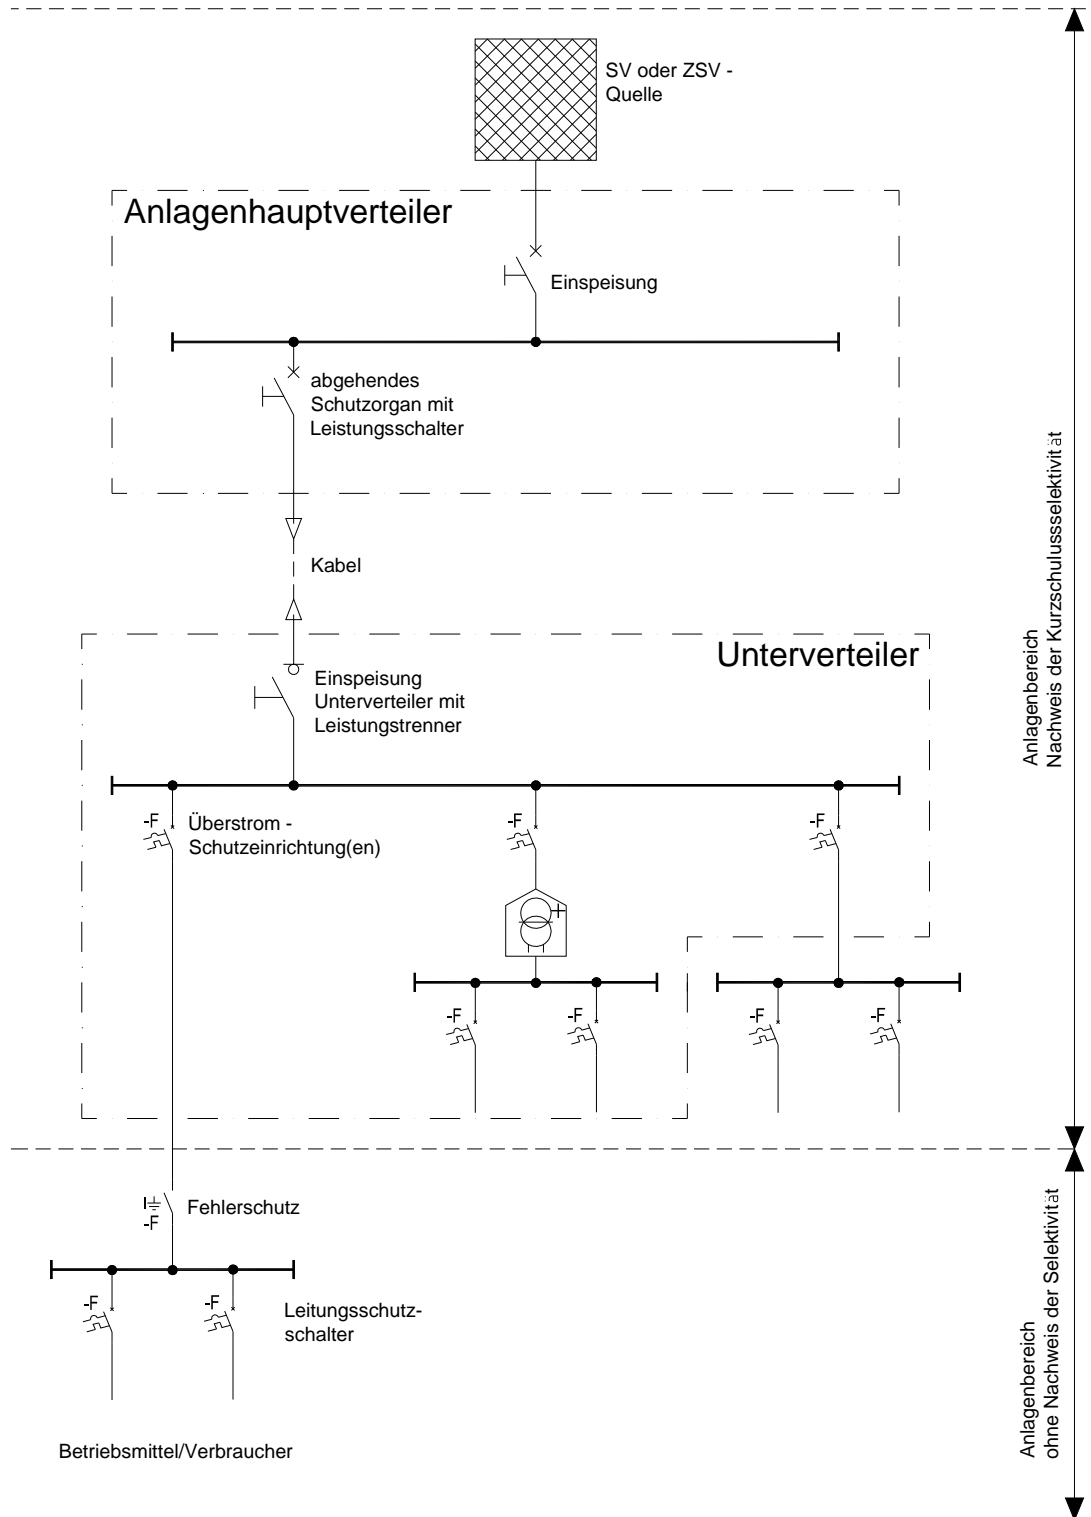 SV oder ZSV -
Quelle
Anlagenhauptverteiler
Einspeisung
abgehendes
Schutzorgan mit
Leistungsschalter
Kabel
Unterverteiler
Einspeisung
Unterverteiler mit
Leistungstrenner
-F
Überstrom -
Schutzeinrichtung(en)
-F
-F
-F
-F
-F
-F
Anlagenbereich
Nachweis der Kurzschulussselektivität
Fehlerschutz
-F
-F
-F
Leitungsschutz-
schalter
Betriebsmittel/Verbraucher
Anlagenbereich
ohne Nachweis der Selektivität